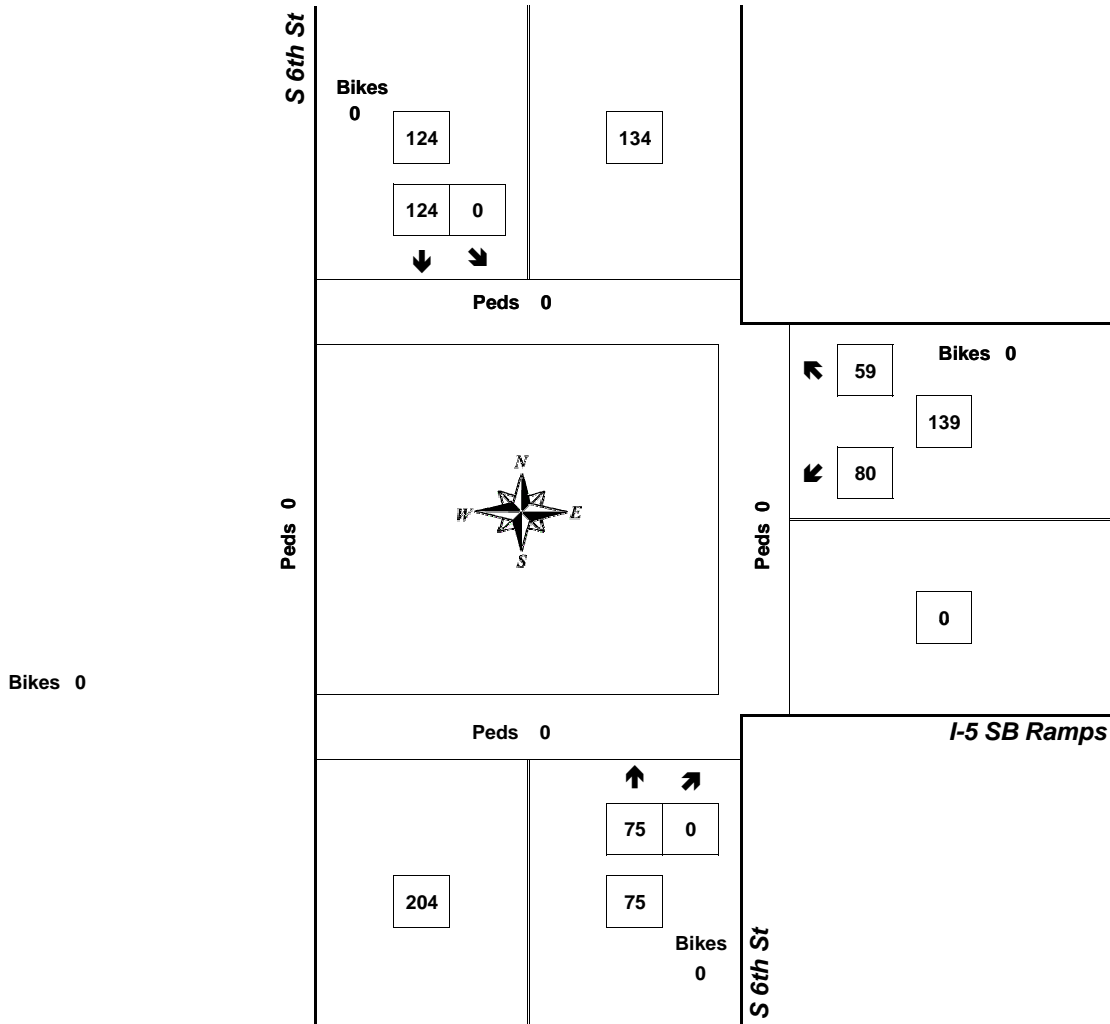 S 6th St
Bikes
0
124
134
124 0
Peds 0
59
Bikes 0
139
80
N
W E
S
Peds 0
Peds 0
0
Bikes 0
Peds 0
I-5 SB Ramps
75 0
204
75
Bikes
0
S 6th St